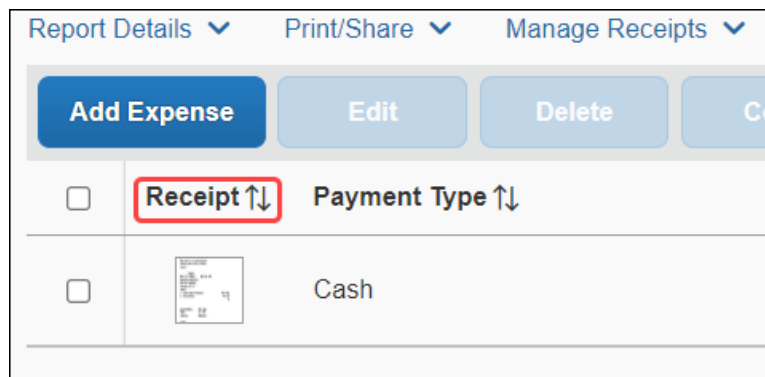 Report Details Print/Share Manage Receipts
Add Expense Edit Delete
Receipt Payment Type
Cash